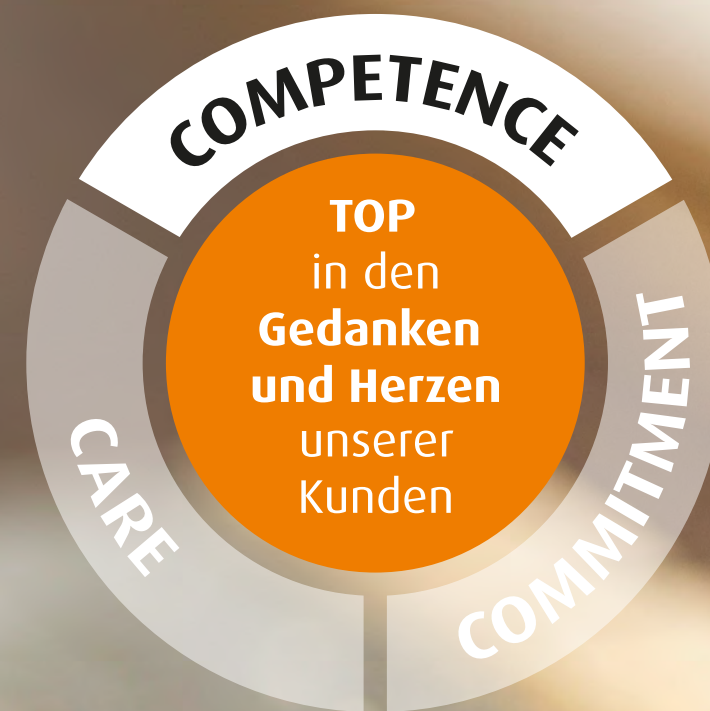 COMPETENCE
TOP
in den
Gedanken
und Herzen
unserer
Kunden
CARE
COMMITMENT